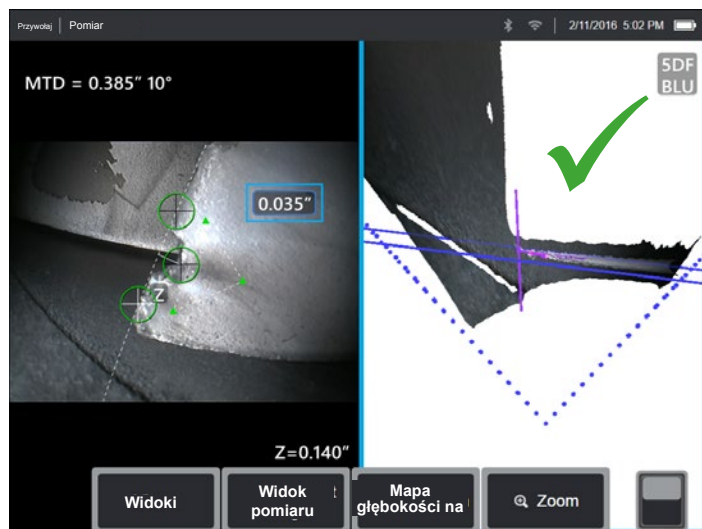 Przywołaj | Pomiar
2/11/2016 5:02 PM
MTD = 0.385" 10°
5DF
BLU
0.035"
Z
Z=0.140"
Widoki
Widok
pomiaru
Mapa
głębokości na
Zoom